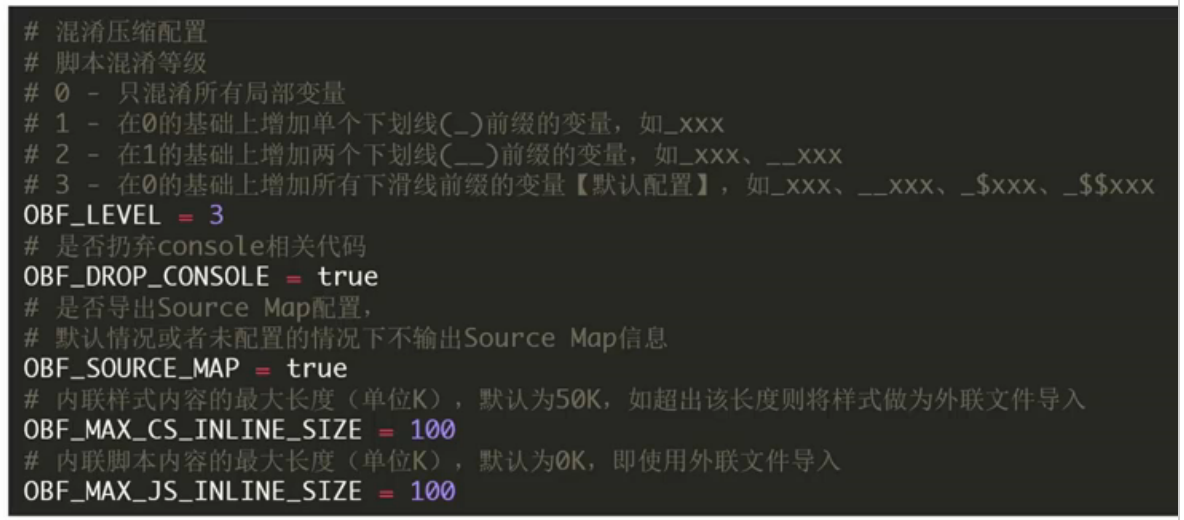 # 混淆压缩配置
# 脚本混淆等级
# 0 - 只混淆所有局部变量
# 1 - 在0的基础上增加单个下划线(_)前缀的变量，如_xxx
# 2 - 在1的基础上增加两个下划线(__)前缀的变量，如_xxx、__xxx
# 3 - 在0的基础上增加所有下滑线前缀的变量【默认配置】，如_xxx、__xxx、_$xxx、_$$xxx
OBF_LEVEL = 3
# 是否扔弃console相关代码
OBF_DROP_CONSOLE = true
# 是否导出Source Map配置，
# 默认情况或者未配置的情况下不输出Source Map信息
OBF_SOURCE_MAP = true
# 内联样式内容的最大长度（单位K），默认为50K，如超出该长度则将样式做为外联文件导入
OBF_MAX_CS_INLINE_SIZE = 100
# 内联脚本内容的最大长度（单位K），默认为0K，即使用外联文件导入
OBF_MAX_JS_INLINE_SIZE = 100